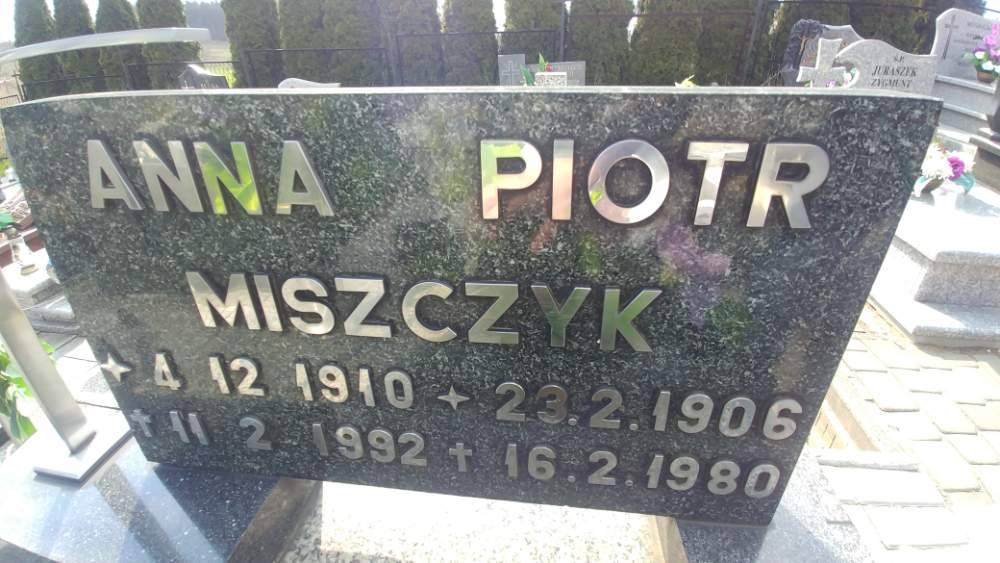 ANNA PIOTR
MISZCZYK
4 12 1910 23.2.1906
† 11 2 1992 † 16.2.1980
Ś.P.
JURASZEK
ZYGMUNT